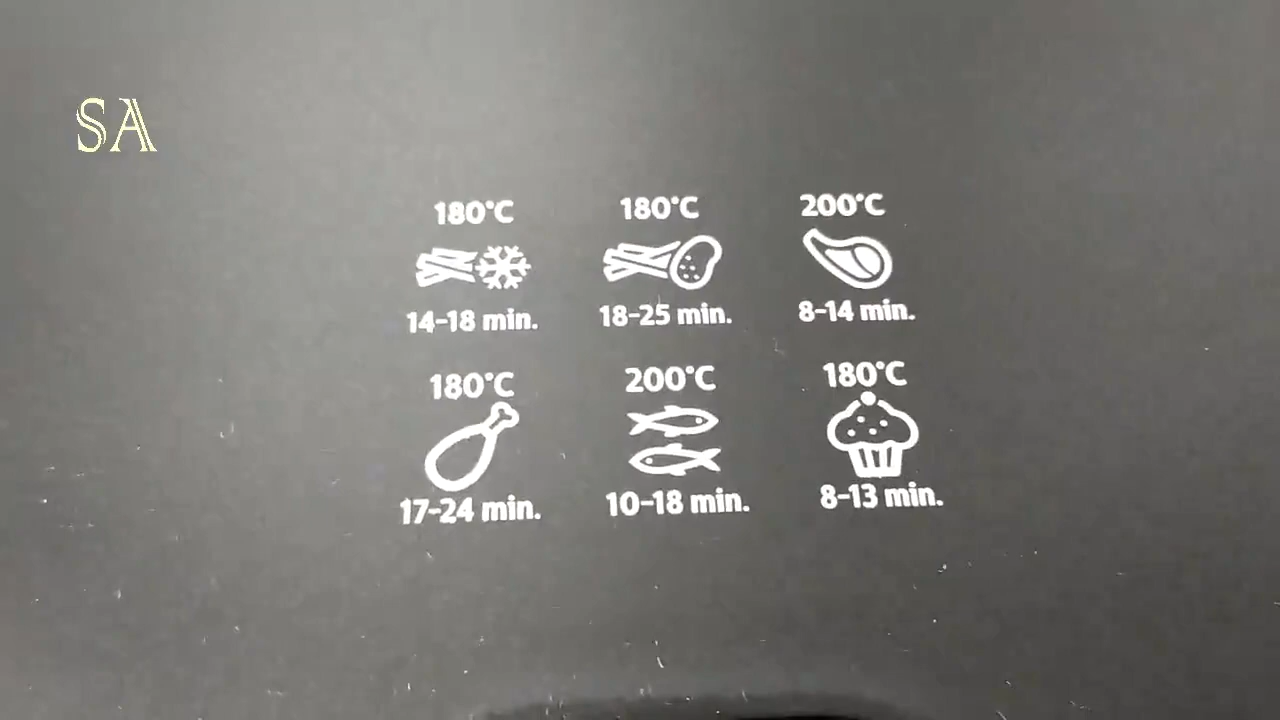 SA
180°C 180°C 200°C
14-18 min. 18-25 min. 8-14 min.
180°C 200°C 180°C
17-24 min. 10-18 min. 8-13 min.